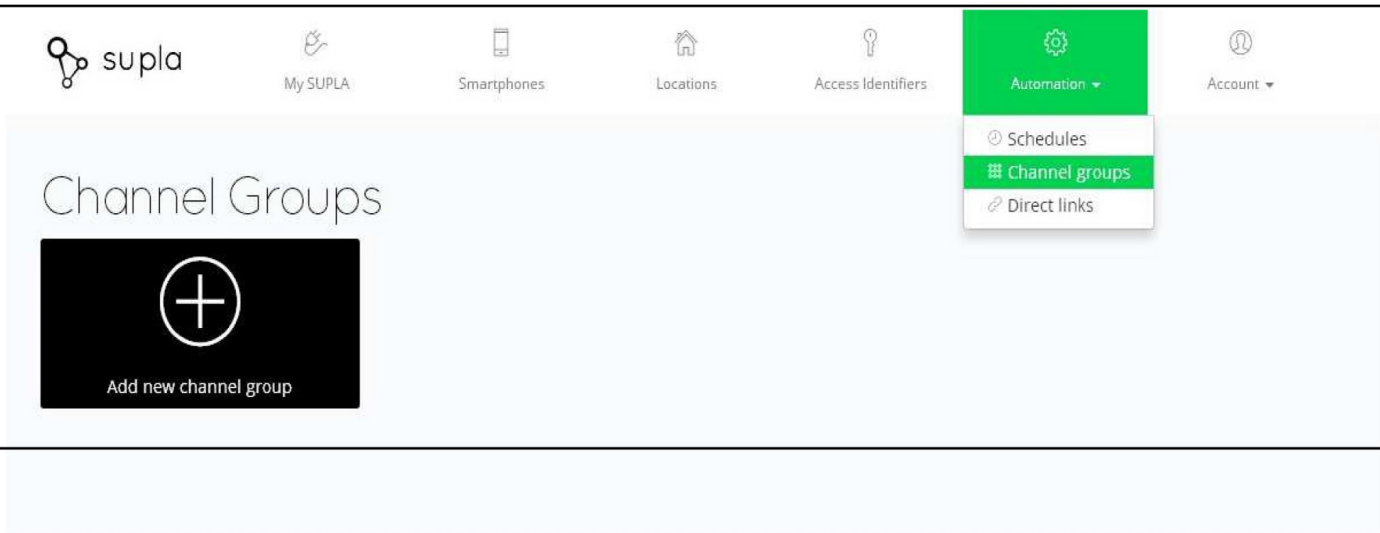 supla
My SUPLA
Smartphones
Locations
Access Identifiers
Automation
Account
Schedules
Channel groups
Direct links
Channel Groups
Add new channel group